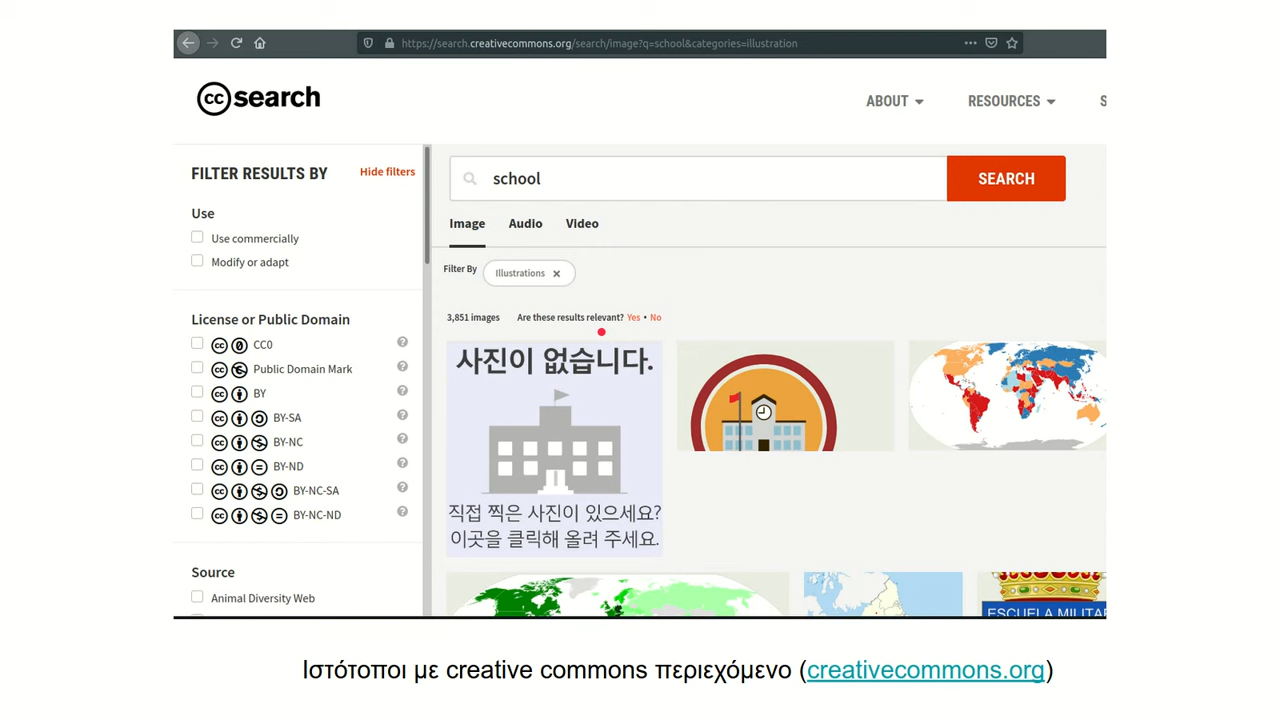 https://search.creativecommons.org/search/image?q=school&categories=illustration
cc search
ABOUT
RESOURCES
S
FILTER RESULTS BY
Hide filters
school
SEARCH
Use
Use commercially
Modify or adapt
Image
Audio
Video
Filter By
Illustrations
License or Public Domain
3,851 images
Are these results relevant? Yes • No
CC0
Public Domain Mark
BY
BY-SA
BY-NC
BY-ND
BY-NC-SA
BY-NC-ND
사진이 없습니다.
직접 찍은 사진이 있으세요?
이곳을 클릭해 올려 주세요.
Source
Animal Diversity Web
ESCUELA MILITAR
Ιστότοποι με creative commons περιεχόμενο (creativecommons.org)